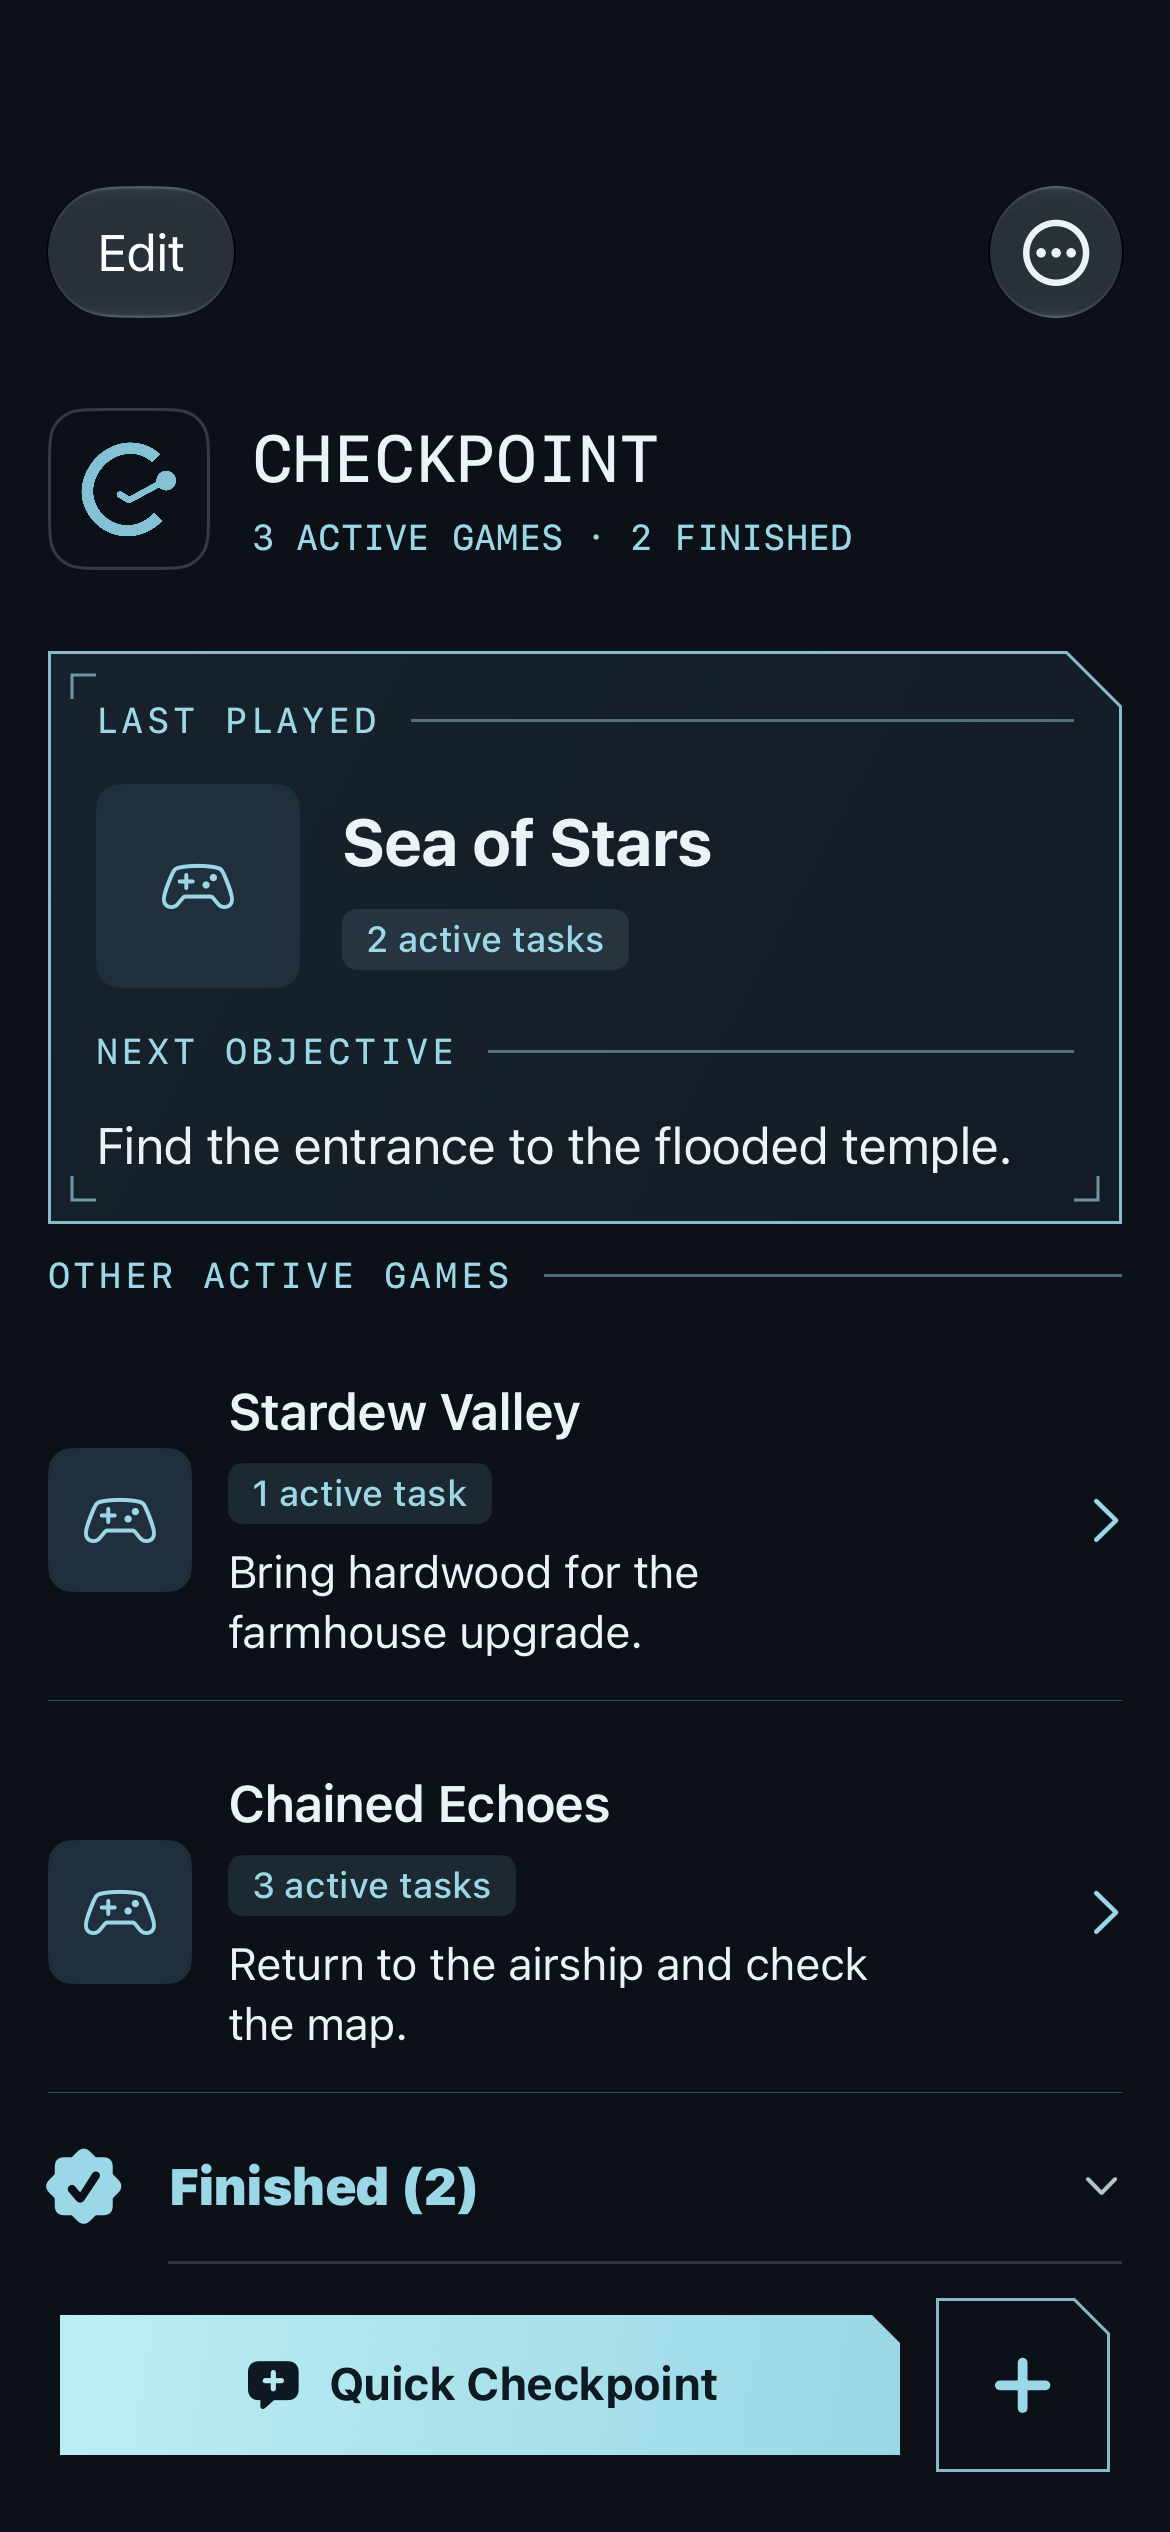 Edit
CHECKPOINT
3 ACTIVE GAMES · 2 FINISHED
LAST PLAYED
Sea of Stars
2 active tasks
NEXT OBJECTIVE
Find the entrance to the flooded temple.
OTHER ACTIVE GAMES
Stardew Valley
1 active task
Bring hardwood for the
farmhouse upgrade.
Chained Echoes
3 active tasks
Return to the airship and check
the map.
Finished (2)
Quick Checkpoint